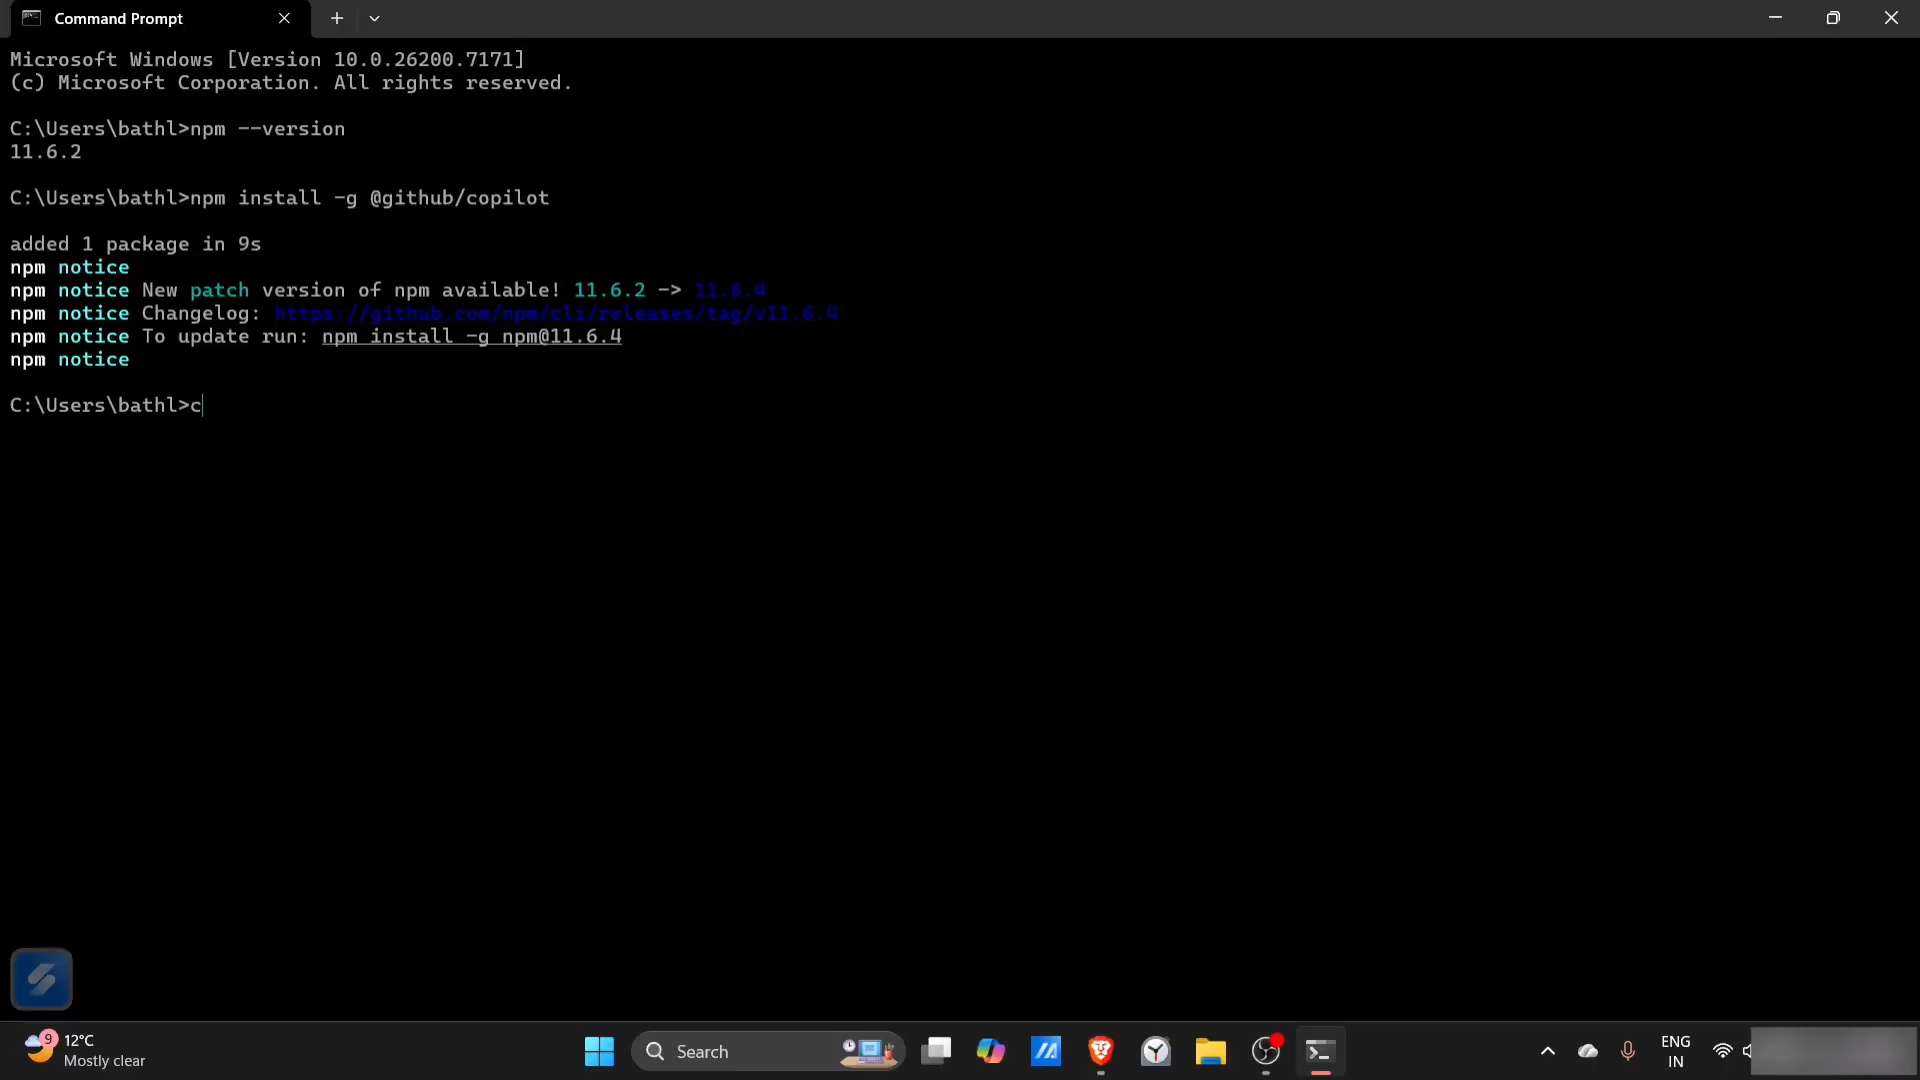 Command Prompt
Microsoft Windows [Version 10.0.26200.7171]
(c) Microsoft Corporation. All rights reserved.
C:\Users\bathl>npm --version
11.6.2
C:\Users\bathl>npm install -g @github/copilot
added 1 package in 9s
npm notice
npm notice New patch version of npm available! 11.6.2 -> 11.6.4
npm notice Changelog: https://github.com/npm/cli/releases/tag/v11.6.4
npm notice To update run: npm install -g npm@11.6.4
npm notice
C:\Users\bathl>c
9
12°C
Mostly clear
Search
ENG
IN